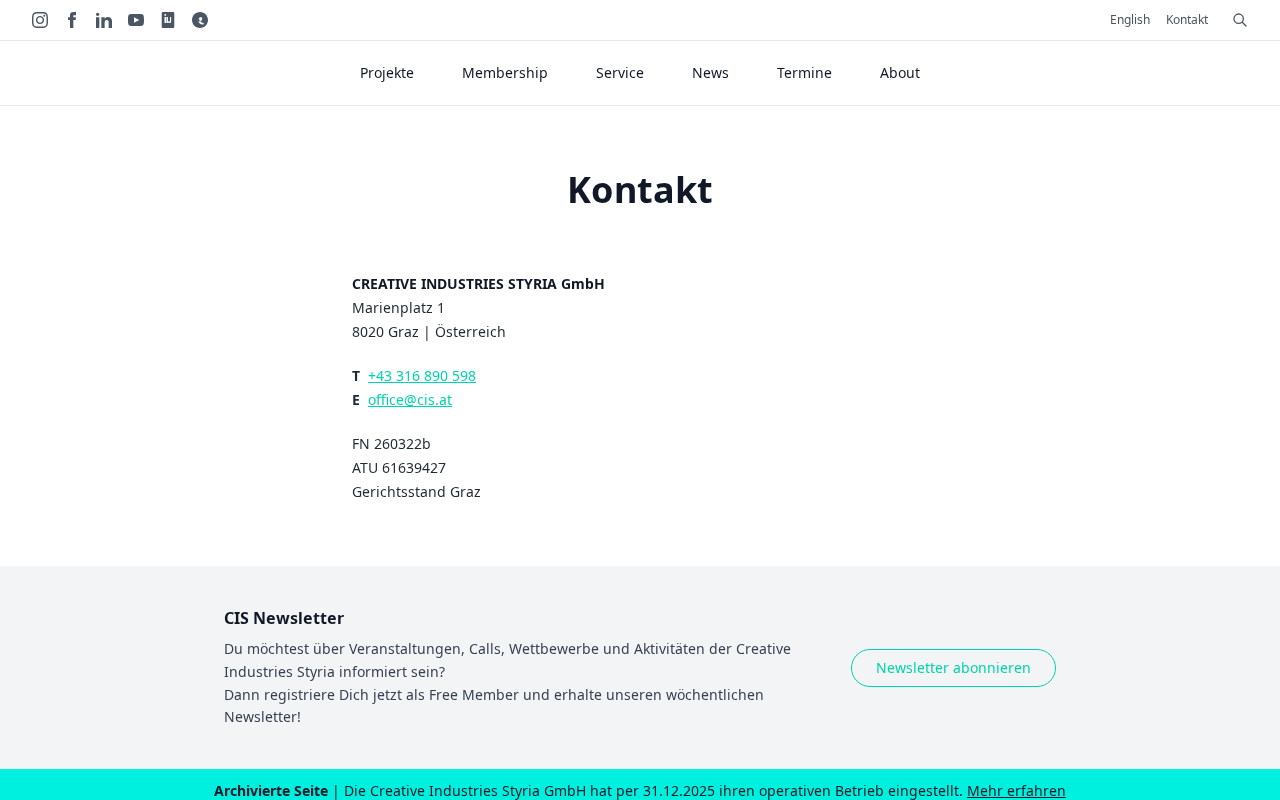 English Kontakt
Projekte Membership Service News Termine About
Kontakt
CREATIVE INDUSTRIES STYRIA GmbH
Marienplatz 1
8020 Graz | Österreich
T +43 316 890 598
E office@cis.at
FN 260322b
ATU 61639427
Gerichtsstand Graz
CIS Newsletter
Du möchtest über Veranstaltungen, Calls, Wettbewerbe und Aktivitäten der Creative
Industries Styria informiert sein?
Dann registriere Dich jetzt als Free Member und erhalte unseren wöchentlichen
Newsletter!
Newsletter abonnieren
Archivierte Seite | Die Creative Industries Styria GmbH hat per 31.12.2025 ihren operativen Betrieb eingestellt. Mehr erfahren